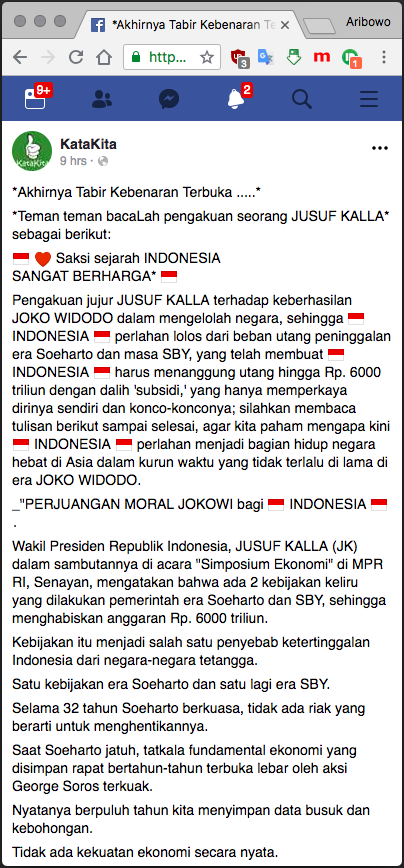 *Akhirnya Tabir Kebenaran Te
Aribowo
http...
3
1
9+
2
KataKita
KataKita
9 hrs ·
*Akhirnya Tabir Kebenaran Terbuka .....*
*Teman teman bacaLah pengakuan seorang JUSUF KALLA*
sebagai berikut:
🇮🇩 ❤️ Saksi sejarah INDONESIA
SANGAT BERHARGA* 🇮🇩
Pengakuan jujur JUSUF KALLA terhadap keberhasilan
JOKO WIDODO dalam mengelolah negara, sehingga 🇮🇩
INDONESIA 🇮🇩 perlahan lolos dari beban utang peninggalan
era Soeharto dan masa SBY, yang telah membuat 🇮🇩
INDONESIA 🇮🇩 harus menanggung utang hingga Rp. 6000
triliun dengan dalih 'subsidi,' yang hanya memperkaya
dirinya sendiri dan konco-konconya; silahkan membaca
tulisan berikut sampai selesai, agar kita paham mengapa kini
🇮🇩 INDONESIA 🇮🇩 perlahan menjadi bagian hidup negara
hebat di Asia dalam kurun waktu yang tidak terlalu di lama di
era JOKO WIDODO.
_"PERJUANGAN MORAL JOKOWI bagi 🇮🇩 INDONESIA 🇮🇩
.
Wakil Presiden Republik Indonesia, JUSUF KALLA (JK)
dalam sambutannya di acara "Simposium Ekonomi" di MPR
RI, Senayan, mengatakan bahwa ada 2 kebijakan keliru
yang dilakukan pemerintah era Soeharto dan SBY, sehingga
menghabiskan anggaran Rp. 6000 triliun.
Kebijakan itu menjadi salah satu penyebab ketertinggalan
Indonesia dari negara-negara tetangga.
Satu kebijakan era Soeharto dan satu lagi era SBY.
Selama 32 tahun Soeharto berkuasa, tidak ada riak yang
berarti untuk menghentikannya.
Saat Soeharto jatuh, tatkala fundamental ekonomi yang
disimpan rapat bertahun-tahun terbuka lebar oleh aksi
George Soros terkuak.
Nyatanya berpuluh tahun kita menyimpan data busuk dan
kebohongan.
Tidak ada kekuatan ekonomi secara nyata.